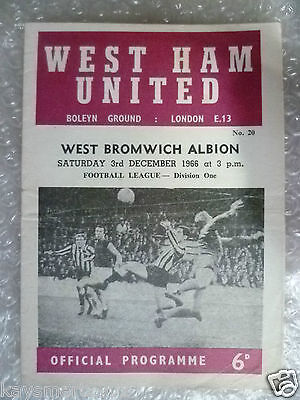 WEST HAM
UNITED
BOLEYN GROUND : LONDON E.13
No. 20
WEST BROMWICH ALBION
SATURDAY 3rd DECEMBER 1966 at 3 p.m.
FOOTBALL LEAGUE — Division One
OFFICIAL PROGRAMME 6D